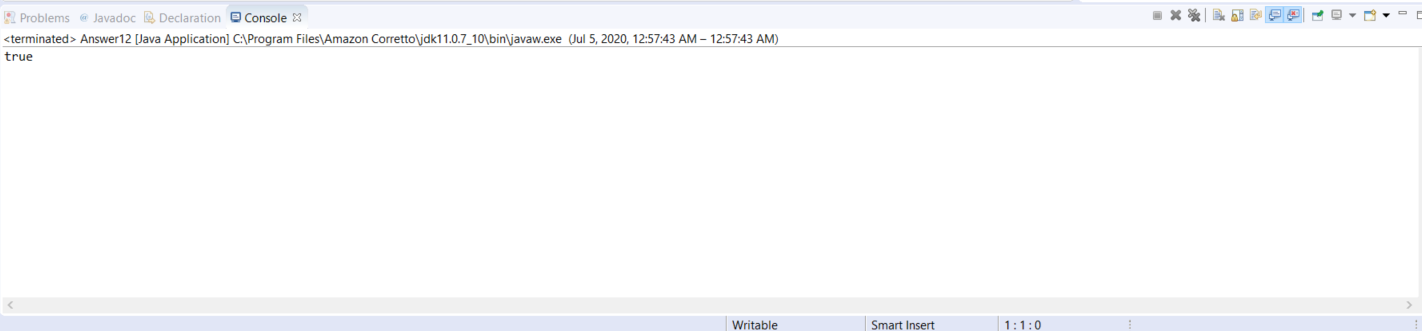 Problems @ Javadoc Declaration Console
<terminated> Answer12 [Java Application] C:\Program Files\Amazon Corretto\jdk11.0.7_10\bin\javaw.exe (Jul 5, 2020, 12:57:43 AM – 12:57:43 AM)
true
Writable Smart Insert 1 : 1 : 0